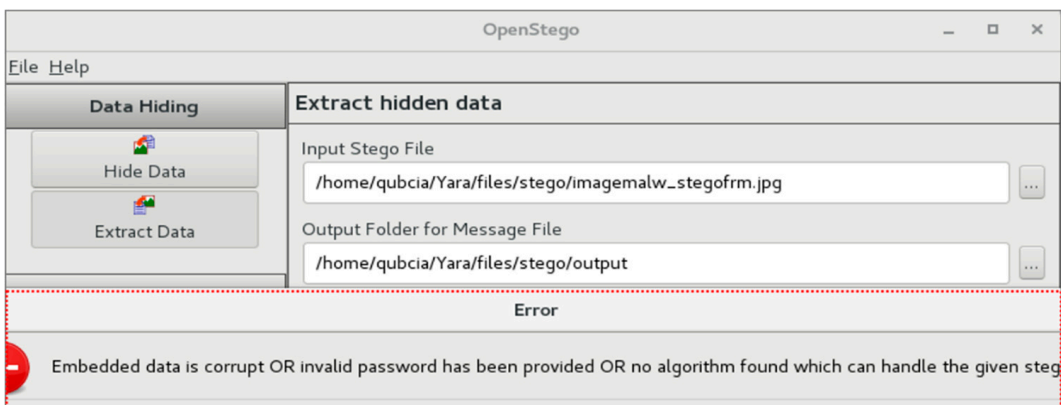 OpenStego
File Help
Data Hiding
Extract hidden data
Hide Data
Extract Data
Input Stego File
/home/qubcia/Yara/files/stego/imagemalw_stegofrm.jpg
...
Output Folder for Message File
/home/qubcia/Yara/files/stego/output
...
Error
Embedded data is corrupt OR invalid password has been provided OR no algorithm found which can handle the given steg